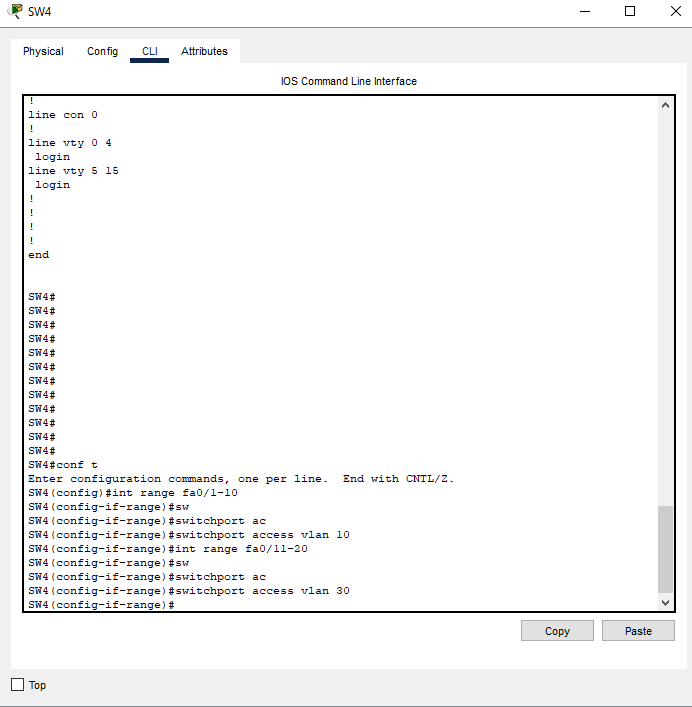 SW4
Physical Config CLI Attributes
IOS Command Line Interface
!
line con 0
!
line vty 0 4
 login
line vty 5 15
 login
!
!
!
!
end
SW4#
SW4#
SW4#
SW4#
SW4#
SW4#
SW4#
SW4#
SW4#
SW4#
SW4#
SW4#
SW4#conf t
Enter configuration commands, one per line.  End with CNTL/Z.
SW4(config)#int range fa0/1-10
SW4(config-if-range)#sw
SW4(config-if-range)#switchport ac
SW4(config-if-range)#switchport access vlan 10
SW4(config-if-range)#int range fa0/11-20
SW4(config-if-range)#sw
SW4(config-if-range)#switchport ac
SW4(config-if-range)#switchport access vlan 30
SW4(config-if-range)#
Copy Paste
Top